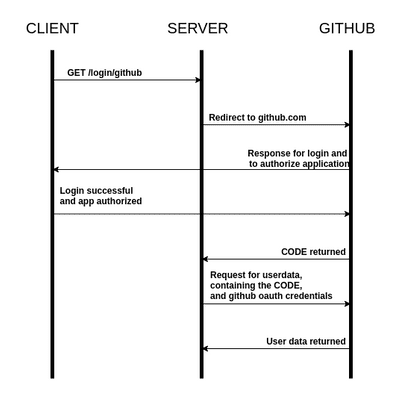 CLIENT SERVER GITHUB
GET /login/github
Redirect to github.com
Response for login and
to authorize application
Login successful
and app authorized
CODE returned
Request for userdata,
containing the CODE,
and github oauth credentials
User data returned